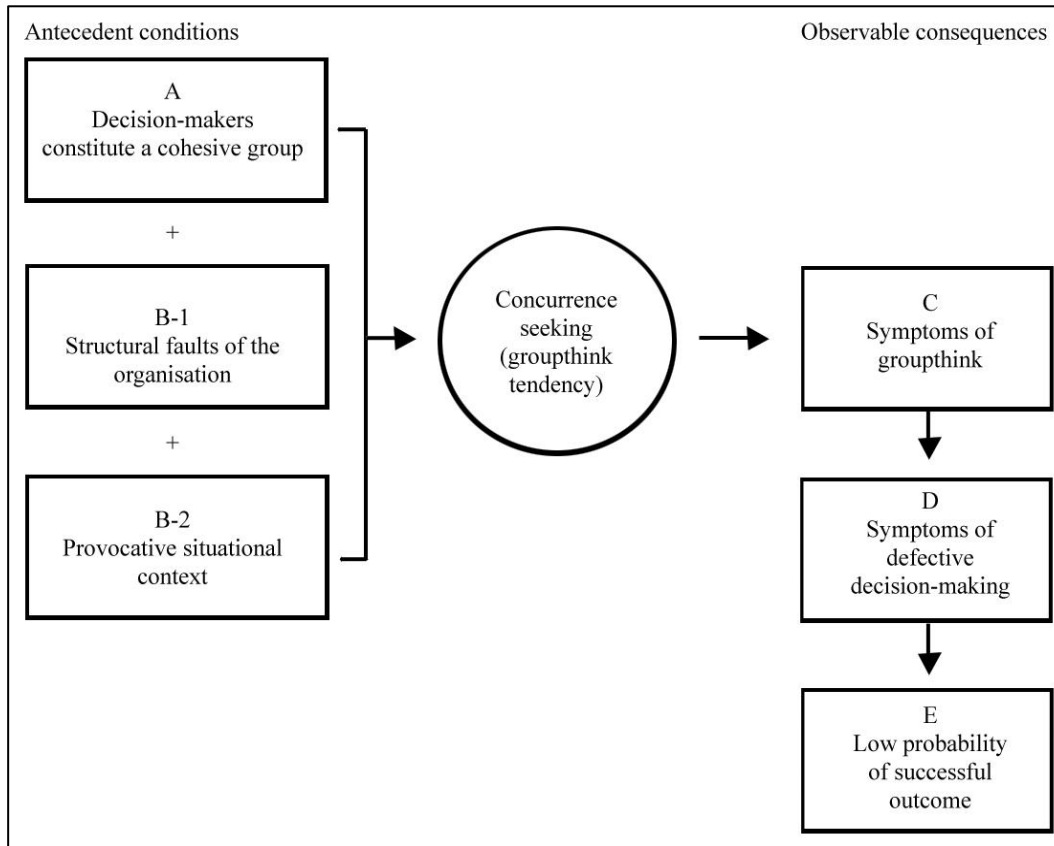 Antecedent conditions
A
Decision-makers
constitute a cohesive group
+
B-1
Structural faults of the
organisation
+
B-2
Provocative situational
context
Concurrence
seeking
(groupthink
tendency)
Observable consequences
C
Symptoms of
groupthink
D
Symptoms of
defective
decision-making
E
Low probability
of successful
outcome